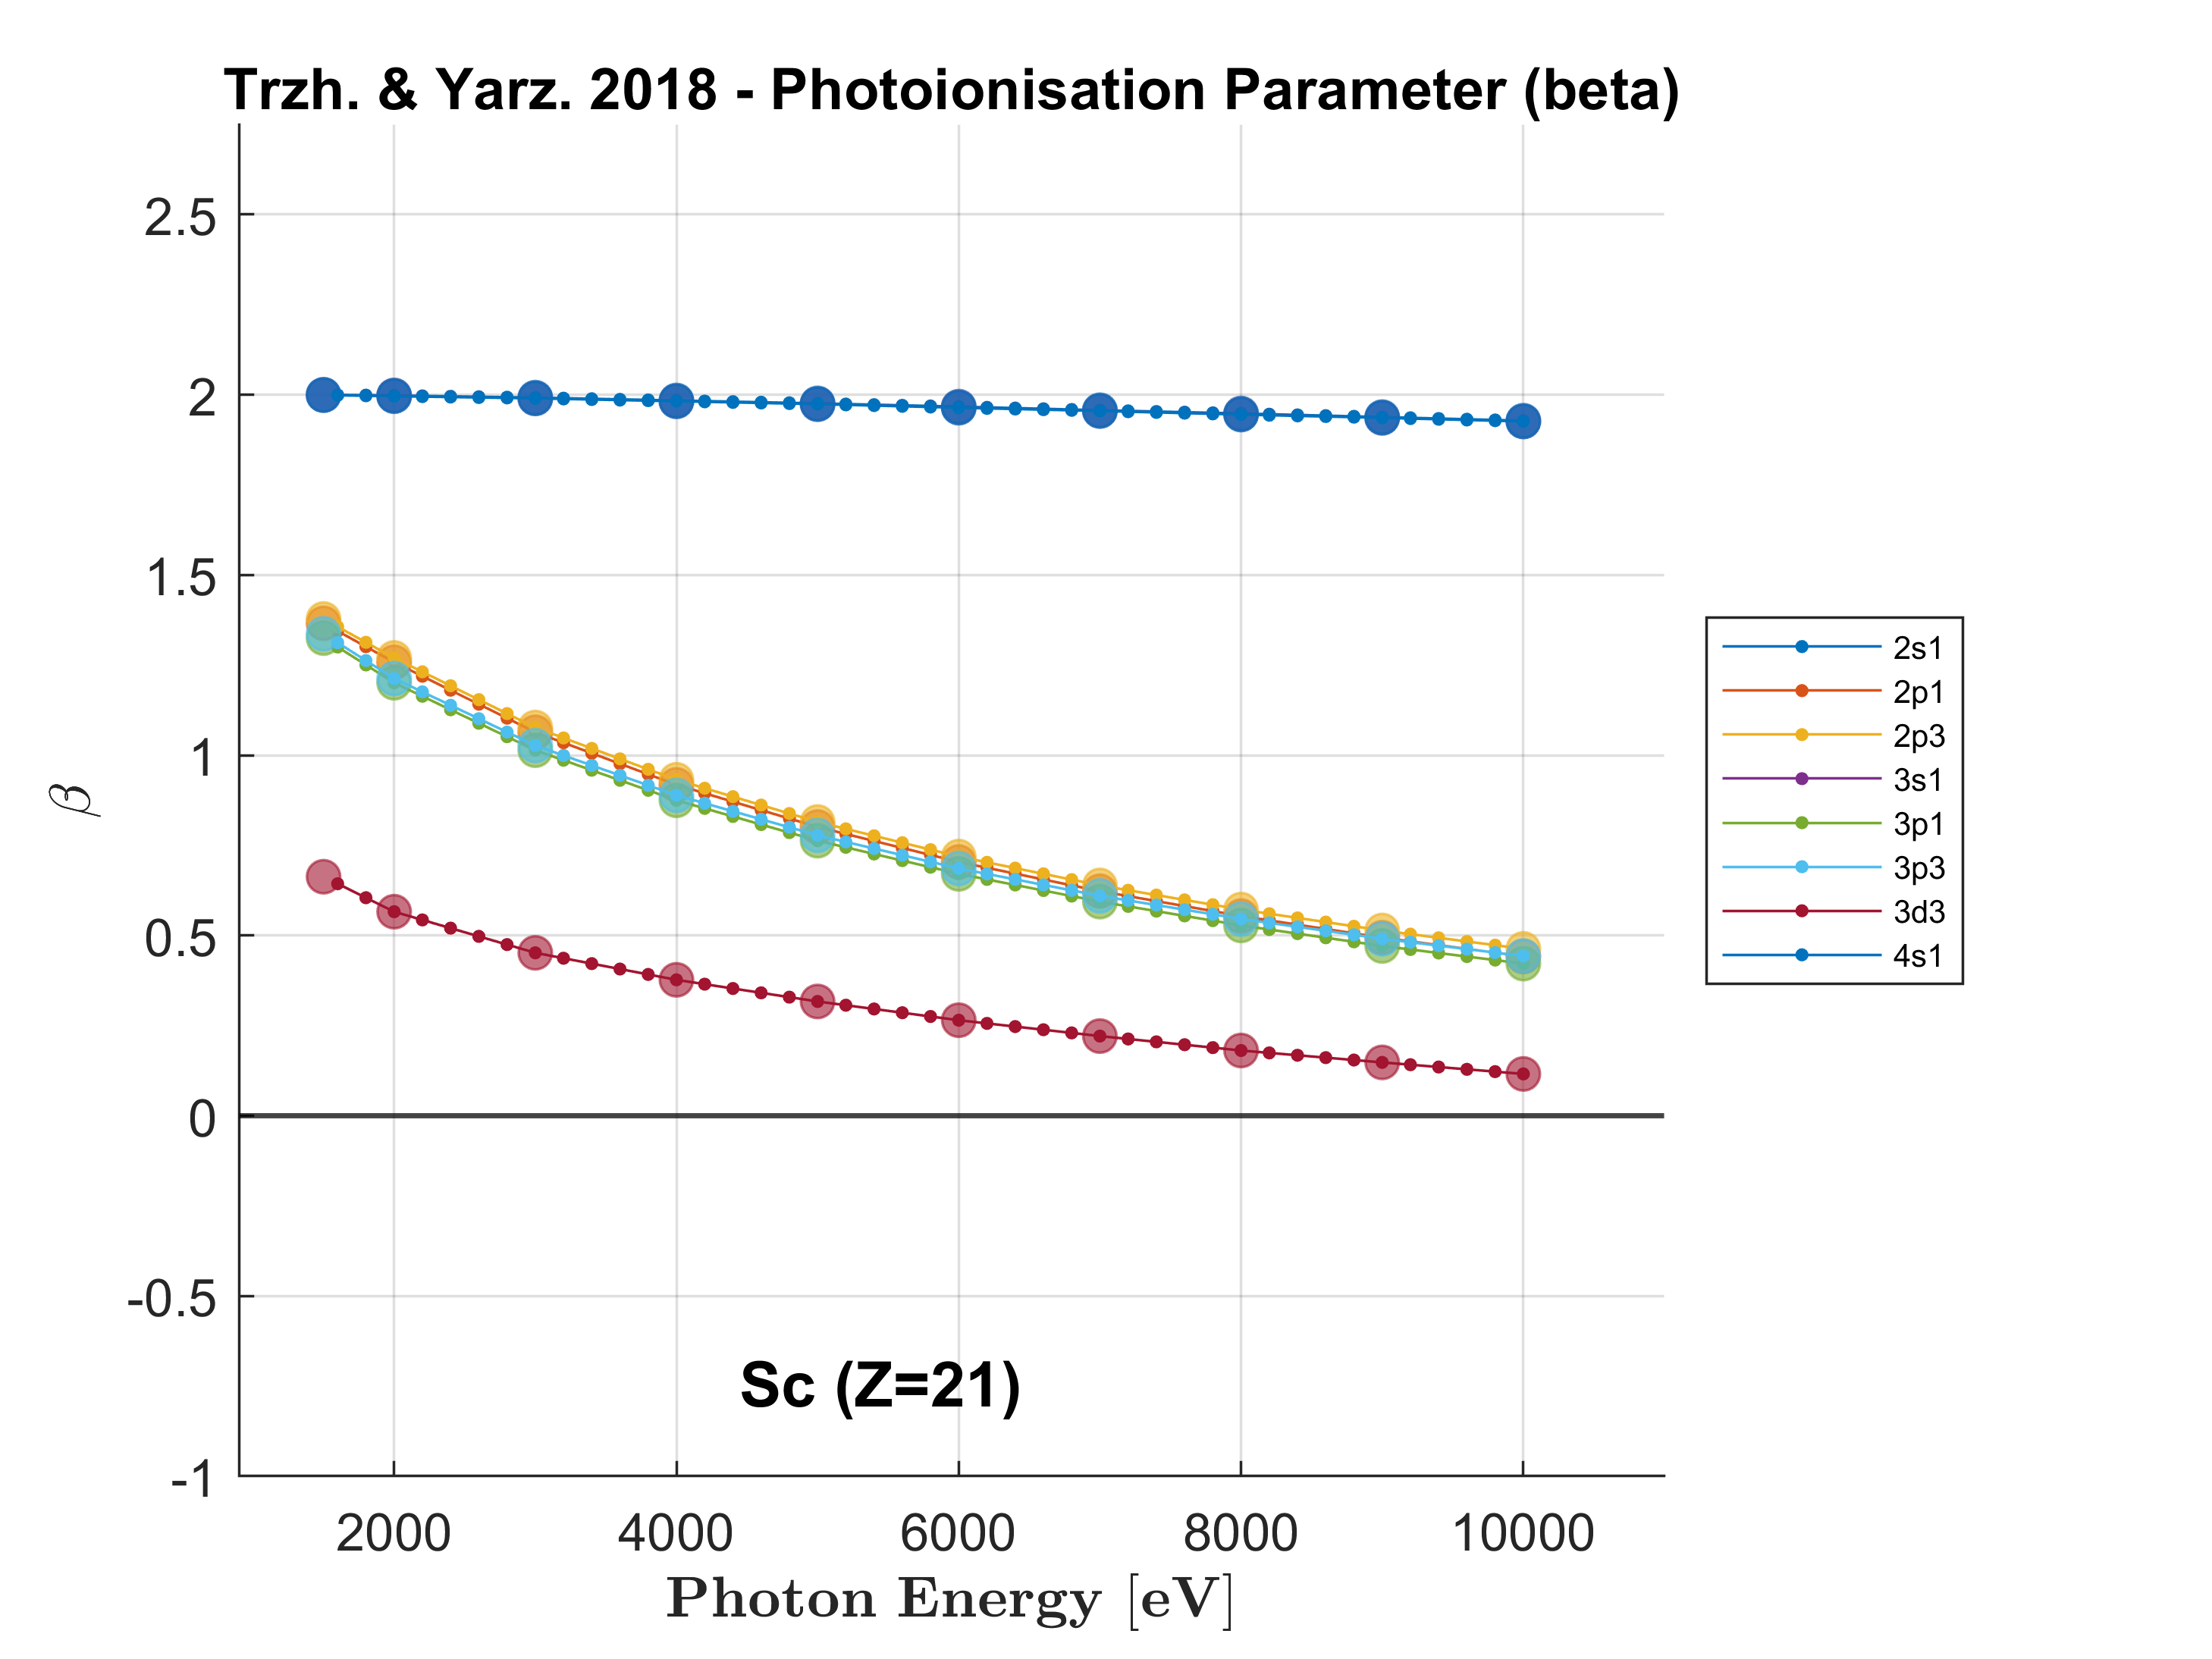 Trzh. & Yarz. 2018 - Photoionisation Parameter (beta)
2.5
2
1.5
1
0.5
0
-0.5
-1
β
2s1
2p1
2p3
3s1
3p1
3p3
3d3
4s1
Sc (Z=21)
2000 4000 6000 8000 10000
Photon Energy [eV]